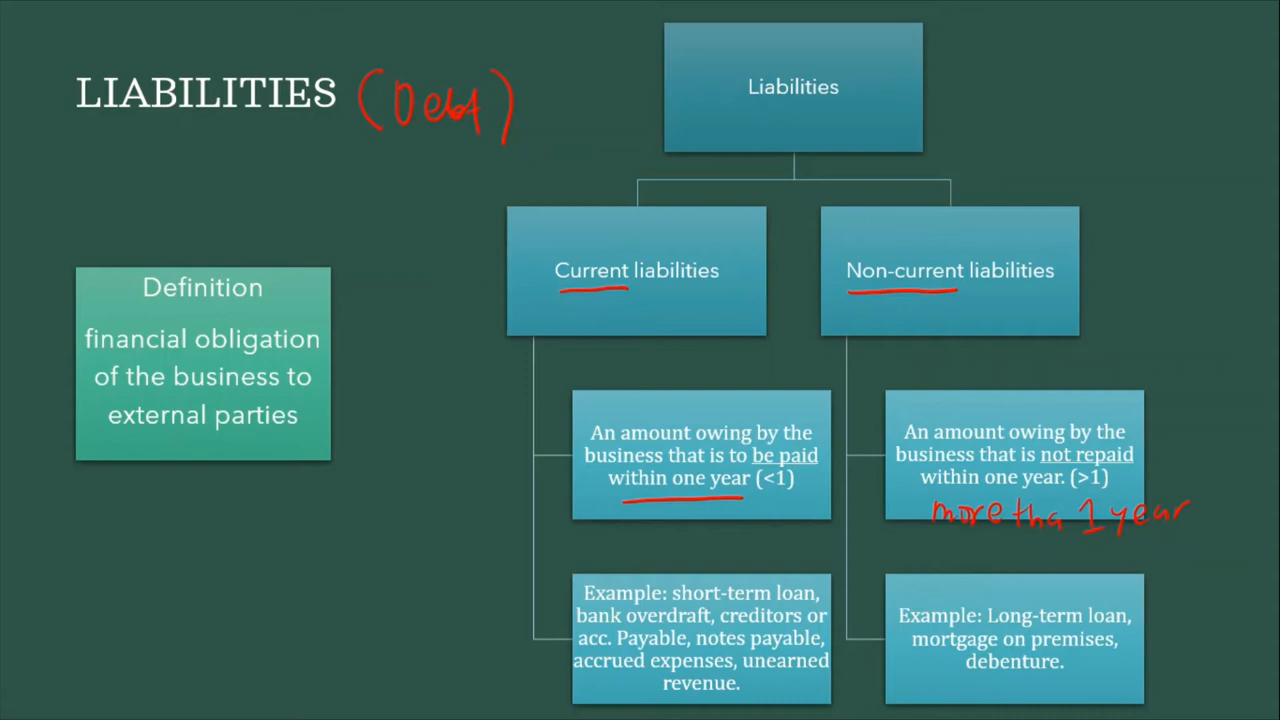 LIABILITIES (Debt)
Definition
financial obligation
of the business to
external parties
Liabilities
Current liabilities
An amount owing by the
business that is to be paid
within one year (<1)
Example: short-term loan,
bank overdraft, creditors or
acc. Payable, notes payable,
accrued expenses, unearned
revenue.
Non-current liabilities
An amount owing by the
business that is not repaid
within one year. (>1)
more tha 1 year
Example: Long-term loan,
mortgage on premises,
debenture.